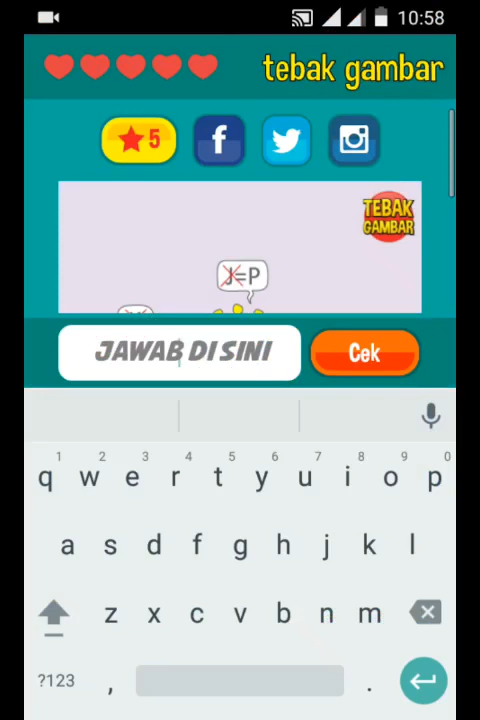 10:58
tebak gambar
5
TEBAK
GAMBAR
J=P
JAWAB DI SINI
Cek
1 2 3 4 5 6 7 8 9 0
q w e r t y u i o p
a s d f g h j k l
z x c v b n m
?123 , .